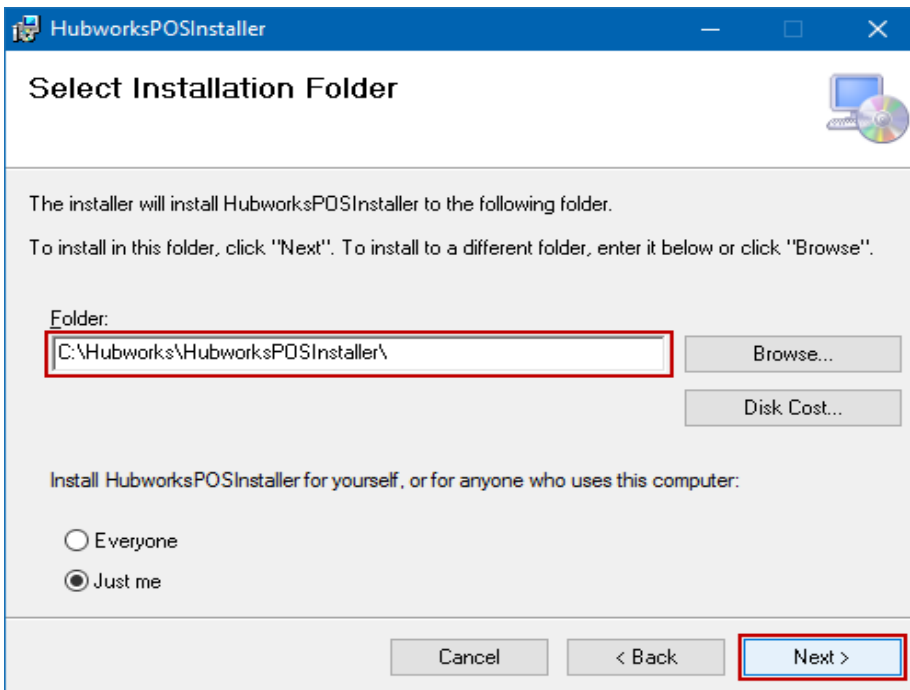 HubworksPOSInstaller
Select Installation Folder
The installer will install HubworksPOSInstaller to the following folder.
To install in this folder, click "Next". To install to a different folder, enter it below or click "Browse".
Folder:
C:\Hubworks\HubworksPOSInstaller\
Browse...
Disk Cost...
Install HubworksPOSInstaller for yourself, or for anyone who uses this computer:
Everyone
Just me
Cancel
< Back
Next >